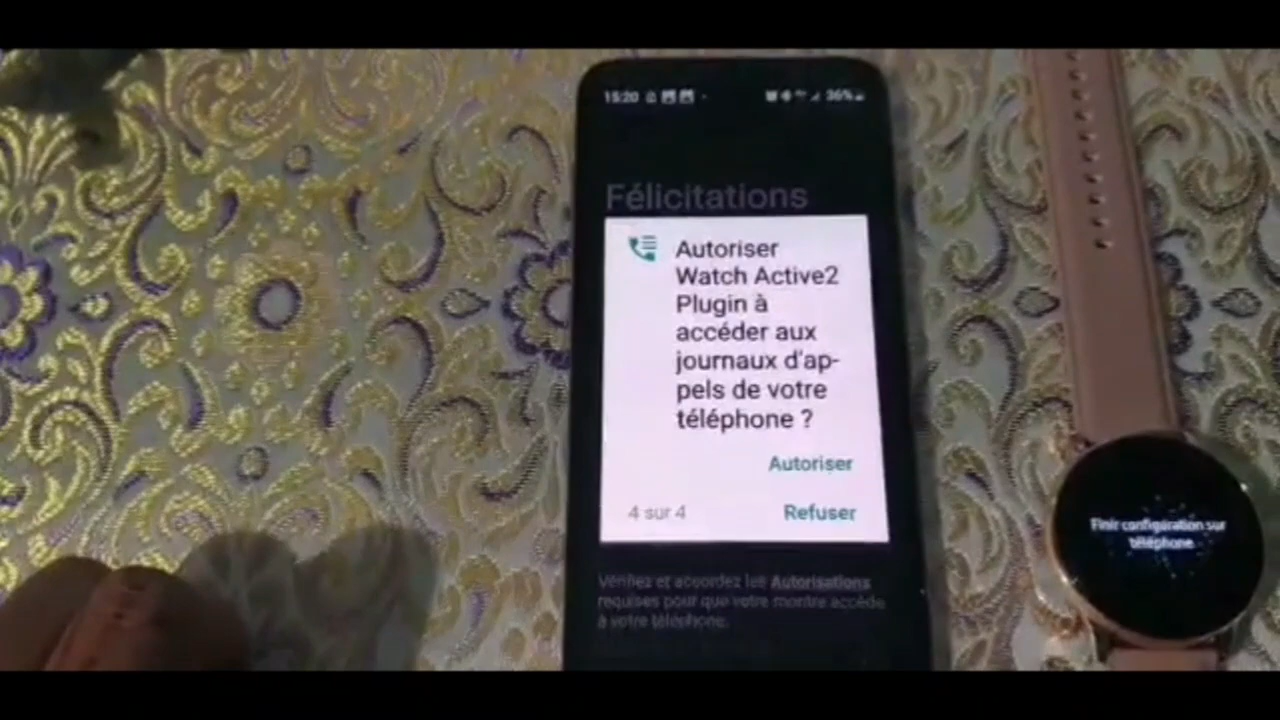 15:20
36%
Félicitations
Autoriser
Watch Active2
Plugin à
accéder aux
journaux d'ap-
pels de votre
téléphone ?
Autoriser
4 sur 4
Refuser
Vérifiez et accordez les Autorisations
requises pour que votre montre accède
à votre téléphone.
Finir configuration sur
téléphone